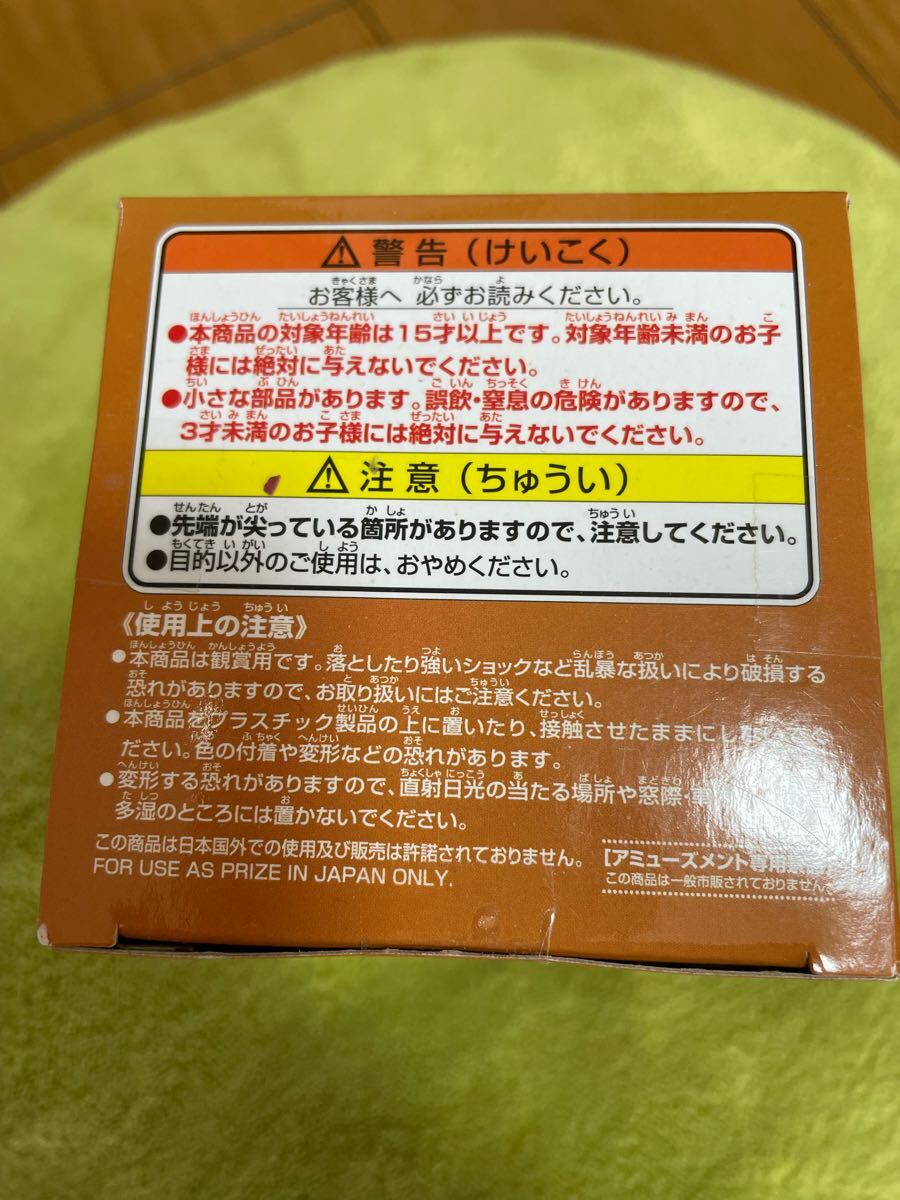 ⚠警告(けいこく)
お客様へ 必ずお読みください。
●本商品の対象年齢は15才以上です。対象年齢未満のお子
様には絶対に与えないでください。
●小さな部品があります。誤飲・窒息の危険がありますので、
3才未満のお子様には絶対に与えないでください。
⚠注意(ちゅうい)
●先端が尖っている箇所がありますので、注意してください。
●目的以外のご使用は、おやめください。
《使用上の注意》
●本商品は観賞用です。落としたり強いショックなど乱暴な扱いにより破損する
恐れがありますので、お取り扱いにはご注意ください。
●本商品をプラスチック製品の上に置いたり、接触させたままにし
ださい。色の付着や変形などの恐れがあります。
●変形する恐れがありますので、直射日光の当たる場所や窓際・
多湿のところには置かないでください。
この商品は日本国外での使用及び販売は許諾されておりません。
FOR USE AS PRIZE IN JAPAN ONLY.
【アミューズメント専用
この商品は一般市販されておりません